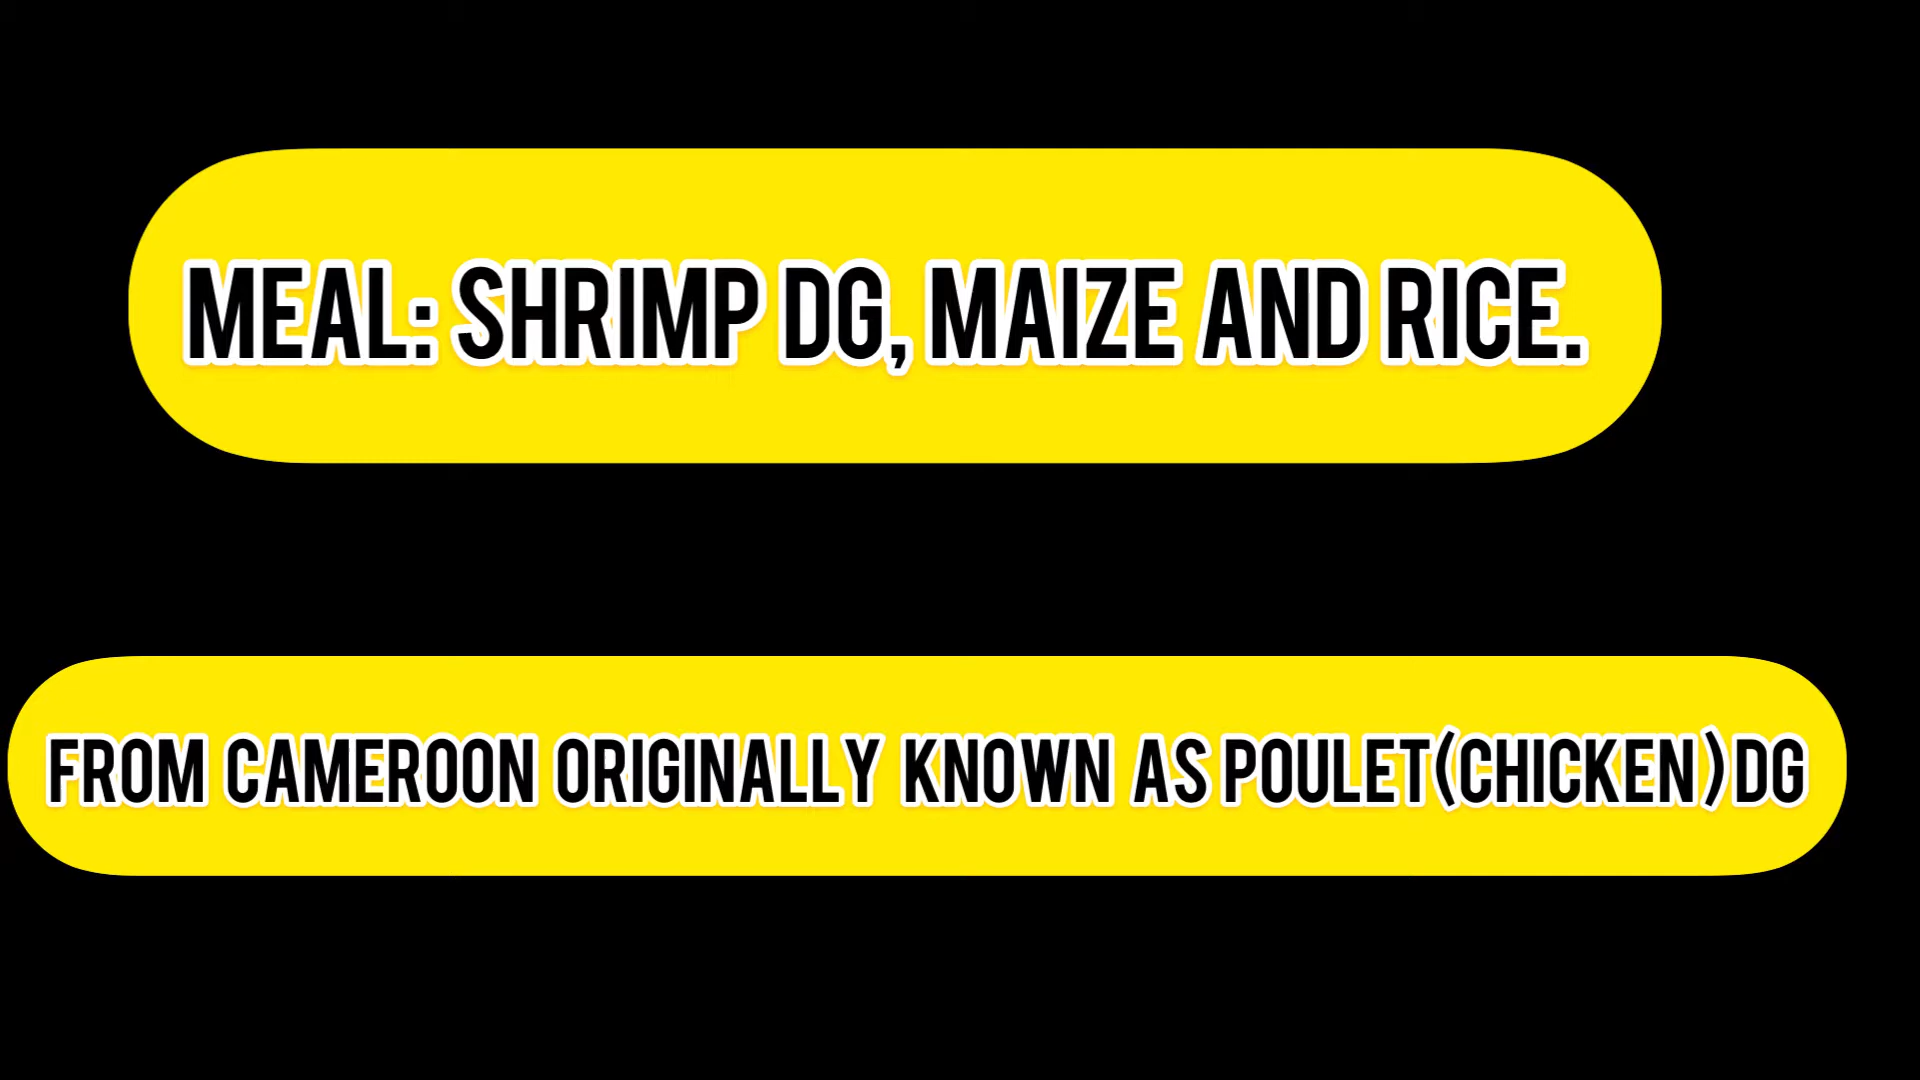 MEAL: SHRIMP DG, MAIZE AND RICE.
FROM CAMEROON ORIGINALLY KNOWN AS POULET(CHICKEN)DG